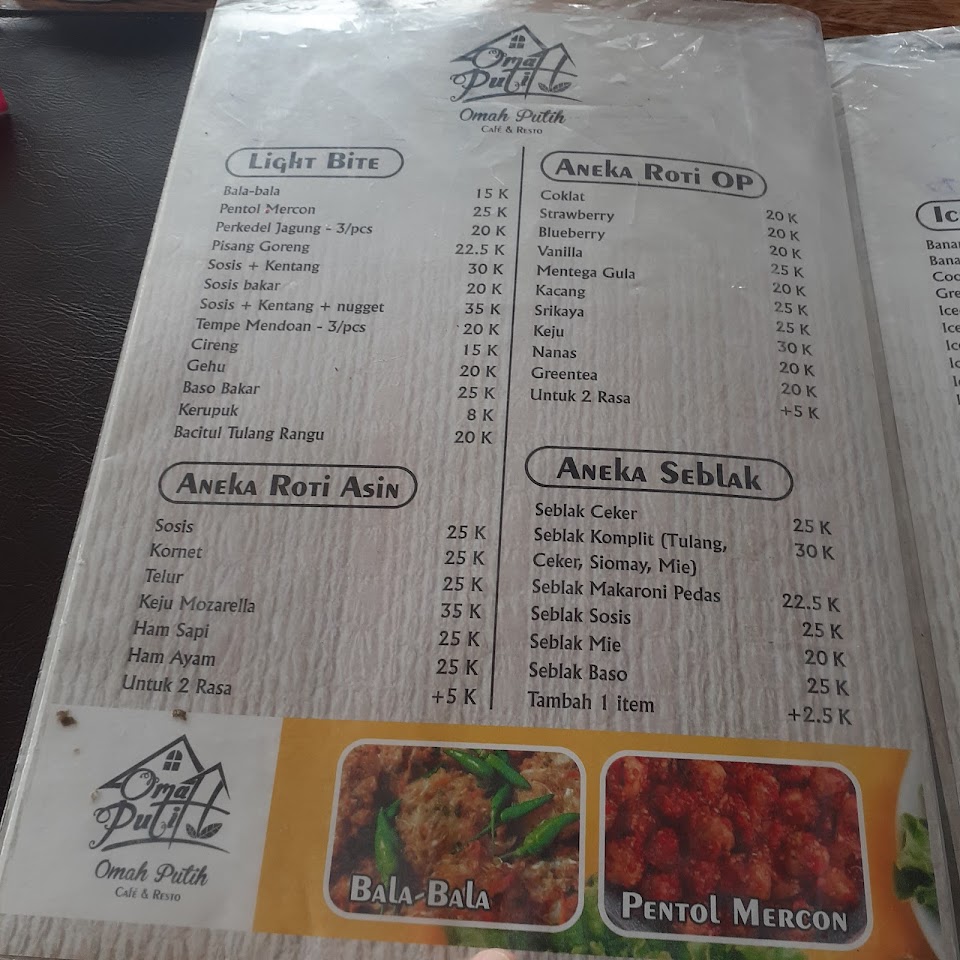 Omah
Putih
Omah Putih
Café & Resto
Light Bite
Bala-bala 15 K
Pentol Mercon 25 K
Perkedel Jagung - 3/pcs 20 K
Pisang Goreng 22.5 K
Sosis + Kentang 30 K
Sosis bakar 20 K
Sosis + Kentang + nugget 35 K
Tempe Mendoan - 3/pcs 20 K
Cireng 15 K
Gehu 20 K
Baso Bakar 25 K
Kerupuk 8 K
Bacitul Tulang Rangu 20 K
Aneka Roti Asin
Sosis 25 K
Kornet 25 K
Telur 25 K
Keju Mozarella 35 K
Ham Sapi 25 K
Ham Ayam 25 K
Untuk 2 Rasa +5 K
Aneka Roti OP
Coklat 20 K
Strawberry 20 K
Blueberry 20 K
Vanilla 25 K
Mentega Gula 20 K
Kacang 25 K
Srikaya 25 K
Keju 30 K
Nanas 20 K
Greentea 20 K
Untuk 2 Rasa +5 K
Aneka Seblak
Seblak Ceker 25 K
Seblak Komplit (Tulang, 30 K
Ceker, Siomay, Mie)
Seblak Makaroni Pedas 22.5 K
Seblak Sosis 25 K
Seblak Mie 20 K
Seblak Baso 25 K
Tambah 1 item +2.5 K
Omah
Putih
Omah Putih
Café & Resto
Bala-Bala
Pentol Mercon